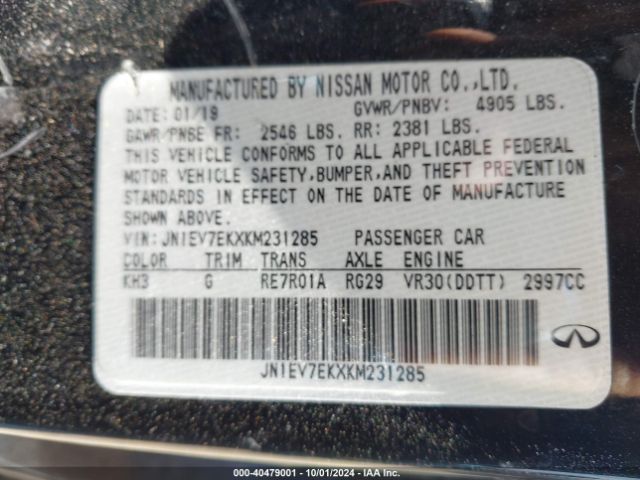 MANUFACTURED BY NISSAN MOTOR CO.,LTD.
DATE: 01/19 GVWR/PNBV: 4905 LBS.
GAWR/PNBE FR: 2546 LBS. RR: 2381 LBS.
THIS VEHICLE CONFORMS TO ALL APPLICABLE FEDERAL
MOTOR VEHICLE SAFETY,BUMPER,AND THEFT PREVENTION
STANDARDS IN EFFECT ON THE DATE OF MANUFACTURE
SHOWN ABOVE.
VIN:JN1EV7EKXKM231285 PASSENGER CAR
COLOR TRIM TRANS AXLE ENGINE
KH3 G RE7R01A RG29 VR30(DDTT) 2997CC
JN1EV7EKXKM231285
000-40479001 - 10/01/2024 - IAA Inc.